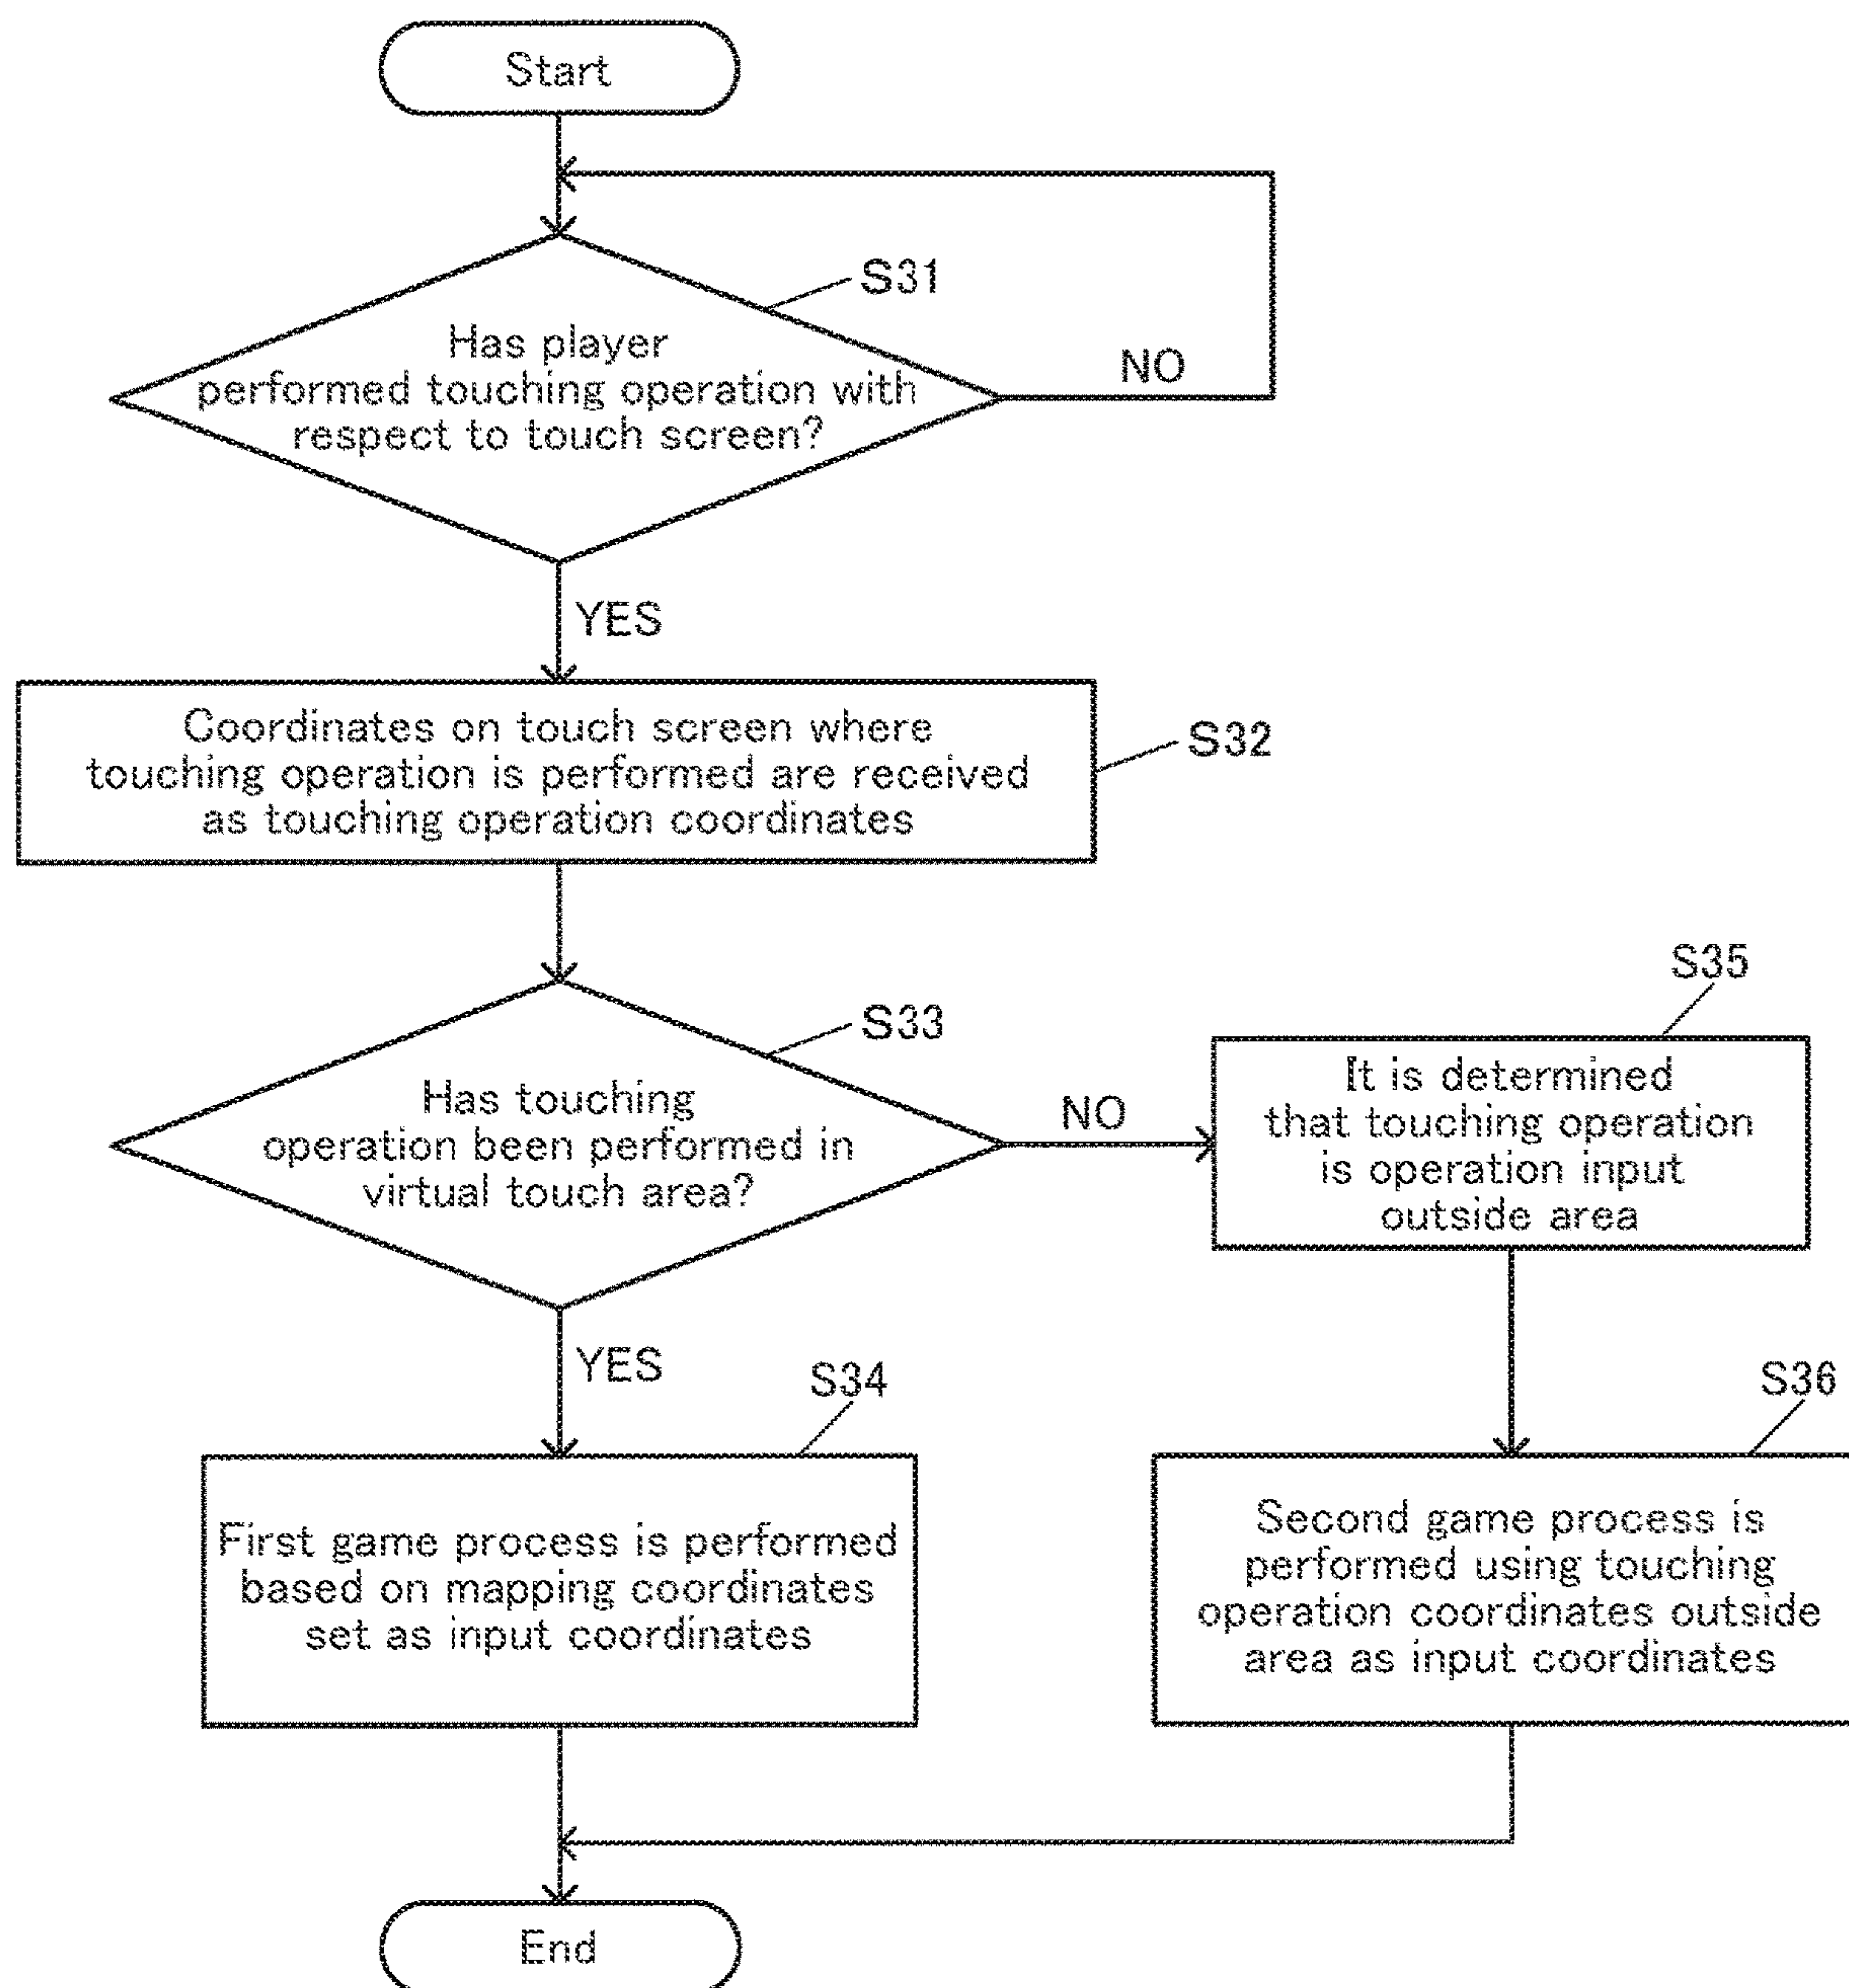 Start
S31
Has player
performed touching operation with
respect to touch screen?
NO
YES
Coordinates on touch screen where
touching operation is performed are received
as touching operation coordinates
S32
S33
Has touching
operation been performed in
virtual touch area?
NO
S35
It is determined
that touching operation
is operation input
outside area
YES
S34
First game process is performed
based on mapping coordinates
set as input coordinates
S36
Second game process is
performed using touching
operation coordinates outside
area as input coordinates
End